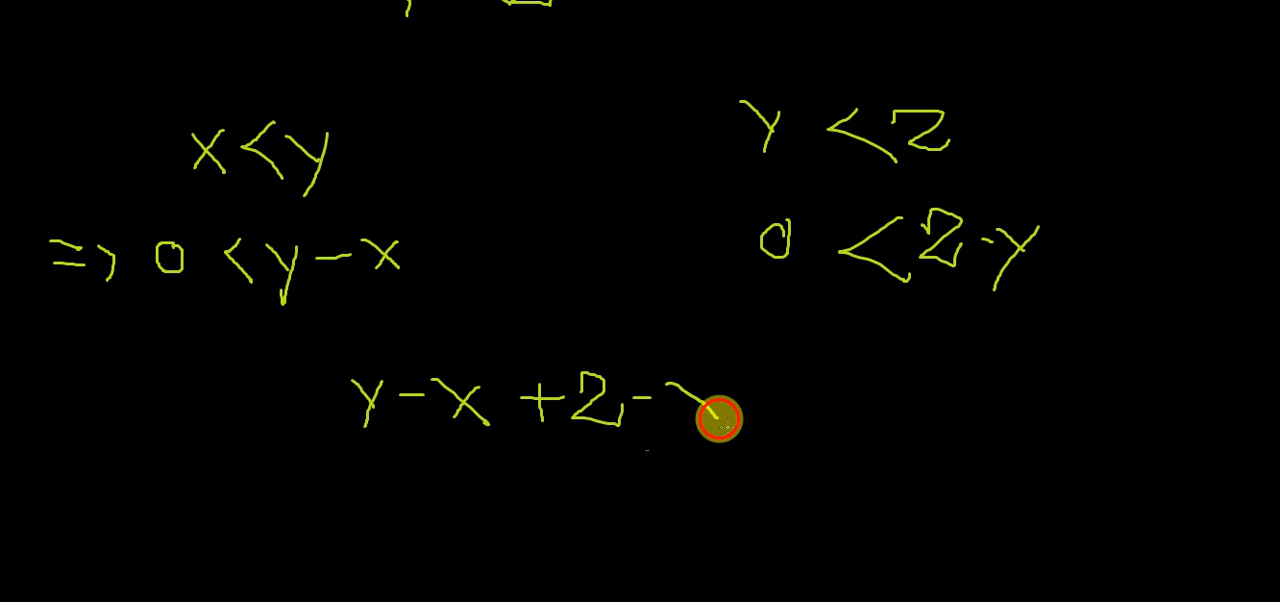 x < y
y < z
=> 0 < y - x
0 < z - y
y - x + z -